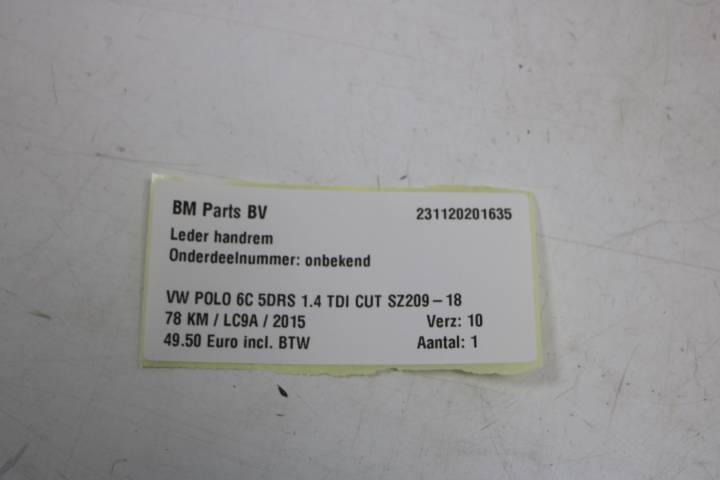 BM Parts BV 231120201635
Leder handrem
Onderdeelnummer: onbekend
VW POLO 6C 5DRS 1.4 TDI CUT SZ209-18
78 KM / LC9A / 2015 Verz: 10
49.50 Euro incl. BTW Aantal: 1